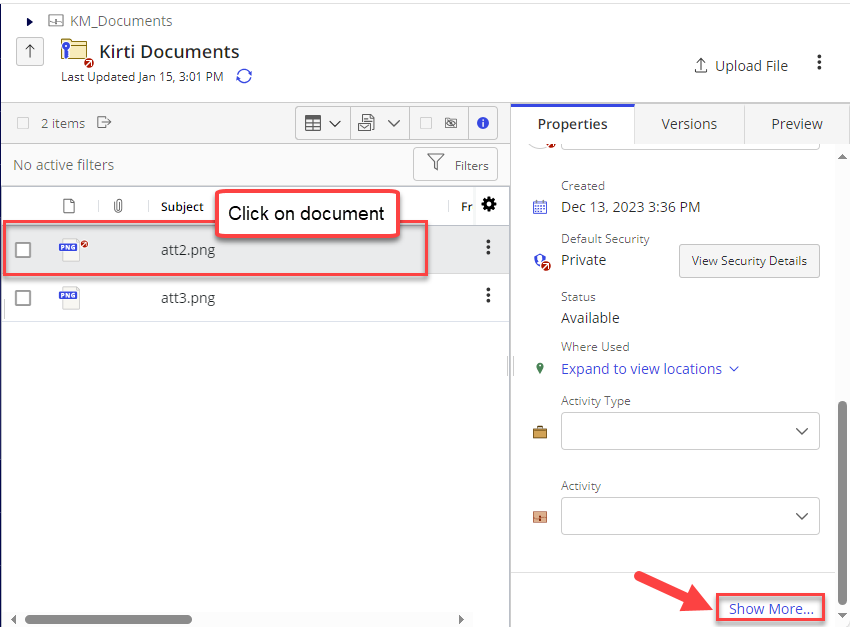 KM_Documents
Kirti Documents
Last Updated Jan 15, 3:01 PM
Upload File
2 items
No active filters
Filters
Subject
Fr
Click on document
PNG
att2.png
PNG
att3.png
Properties
Versions
Preview
Created
Dec 13, 2023 3:36 PM
Default Security
Private
View Security Details
Status
Available
Where Used
Expand to view locations
Activity Type
Activity
Show More...